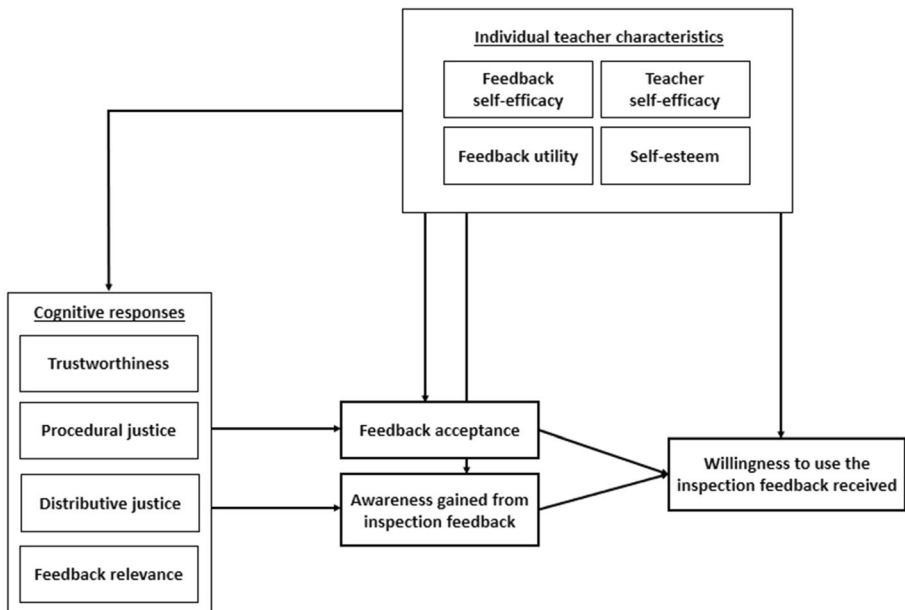 Individual teacher characteristics
Feedback
self-efficacy
Teacher
self-efficacy
Feedback utility
Self-esteem
Cognitive responses
Trustworthiness
Procedural justice
Distributive justice
Feedback relevance
Feedback acceptance
Awareness gained from
inspection feedback
Willingness to use the
inspection feedback received